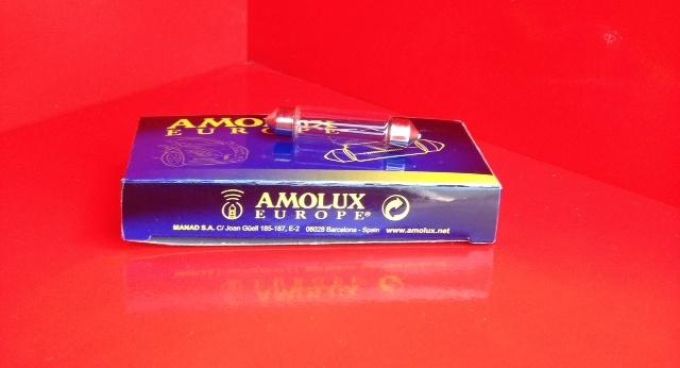 AMOLUX
EUROPE
AMOLUX
EUROPE®
MANAD S.A. C/ Joan Güell 185-187, E-2 08028 Barcelona - Spain www.amolux.net